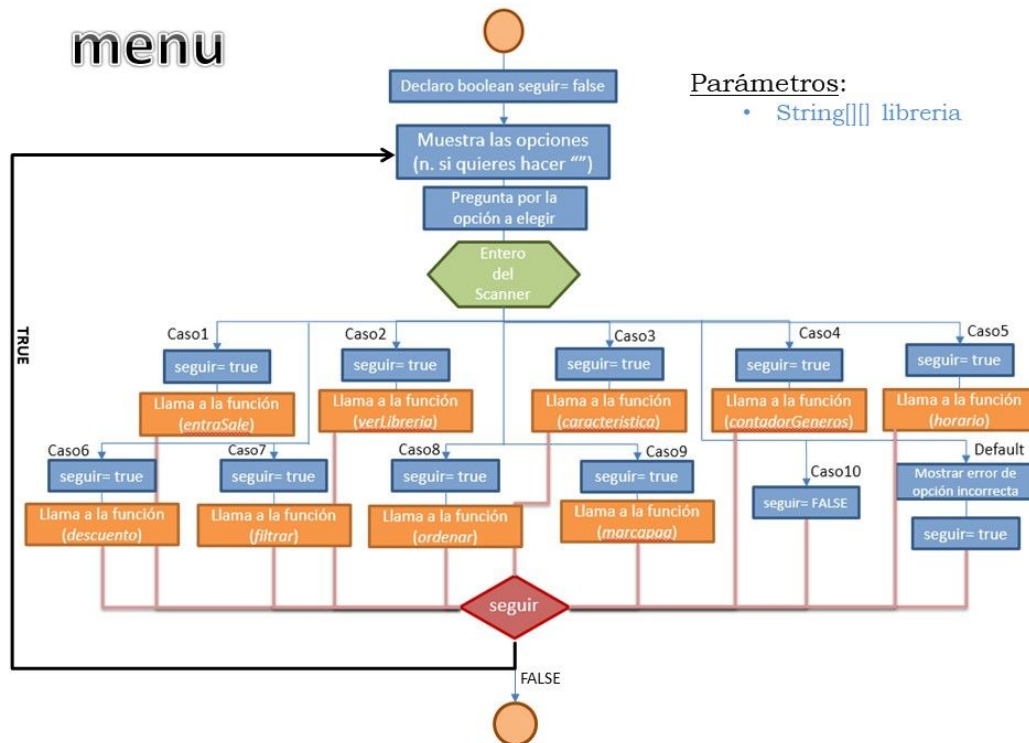 menu
Parámetros:
• String[][] libreria
Declaro boolean seguir= false
Muestra las opciones
(n. si quieres hacer “”)
Pregunta por la
opción a elegir
Entero
del
Scanner
TRUE
Caso1
seguir= true
Llama a la función
(entraSale)
Caso2
seguir= true
Llama a la función
(verLibreria)
Caso3
seguir= true
Llama a la función
(característica)
Caso4
seguir= true
Llama a la función
(contadorGeneros)
Caso5
seguir= true
Llama a la función
(horario)
Caso6
seguir= true
Llama a la función
(descuento)
Caso7
seguir= true
Llama a la función
(filtrar)
Caso8
seguir= true
Llama a la función
(ordenar)
Caso9
seguir= true
Llama a la función
(marcapag)
Caso10
seguir= FALSE
Default
Mostrar error de
opción incorrecta
seguir= true
seguir
FALSE